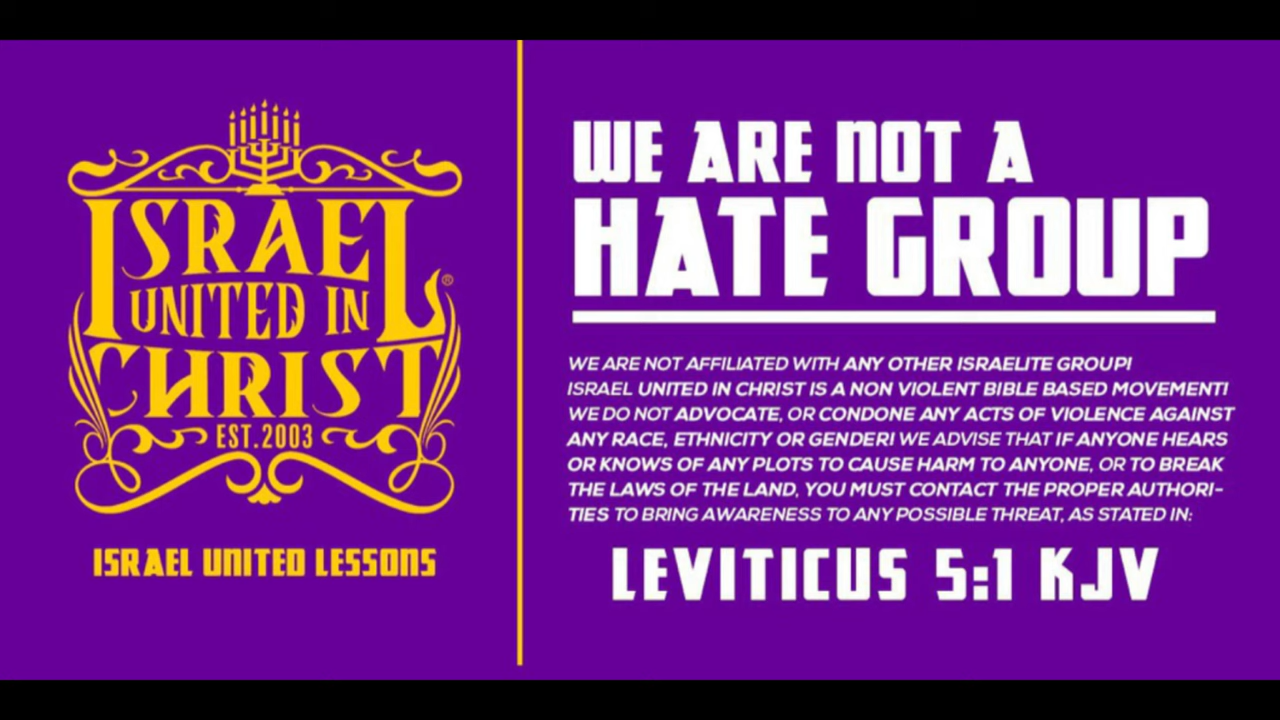 ISRAEL
UNITED IN
CHRIST®
EST.2003
ISRAEL UNITED LESSONS
WE ARE NOT A
HATE GROUP
WE ARE NOT AFFILIATED WITH ANY OTHER ISRAELITE GROUP!
ISRAEL UNITED IN CHRIST IS A NON VIOLENT BIBLE BASED MOVEMENT!
WE DO NOT ADVOCATE, OR CONDONE ANY ACTS OF VIOLENCE AGAINST
ANY RACE, ETHNICITY OR GENDER! WE ADVISE THAT IF ANYONE HEARS
OR KNOWS OF ANY PLOTS TO CAUSE HARM TO ANYONE, OR TO BREAK
THE LAWS OF THE LAND, YOU MUST CONTACT THE PROPER AUTHORI-
TIES TO BRING AWARENESS TO ANY POSSIBLE THREAT, AS STATED IN:
LEVITICUS 5:1 KJV